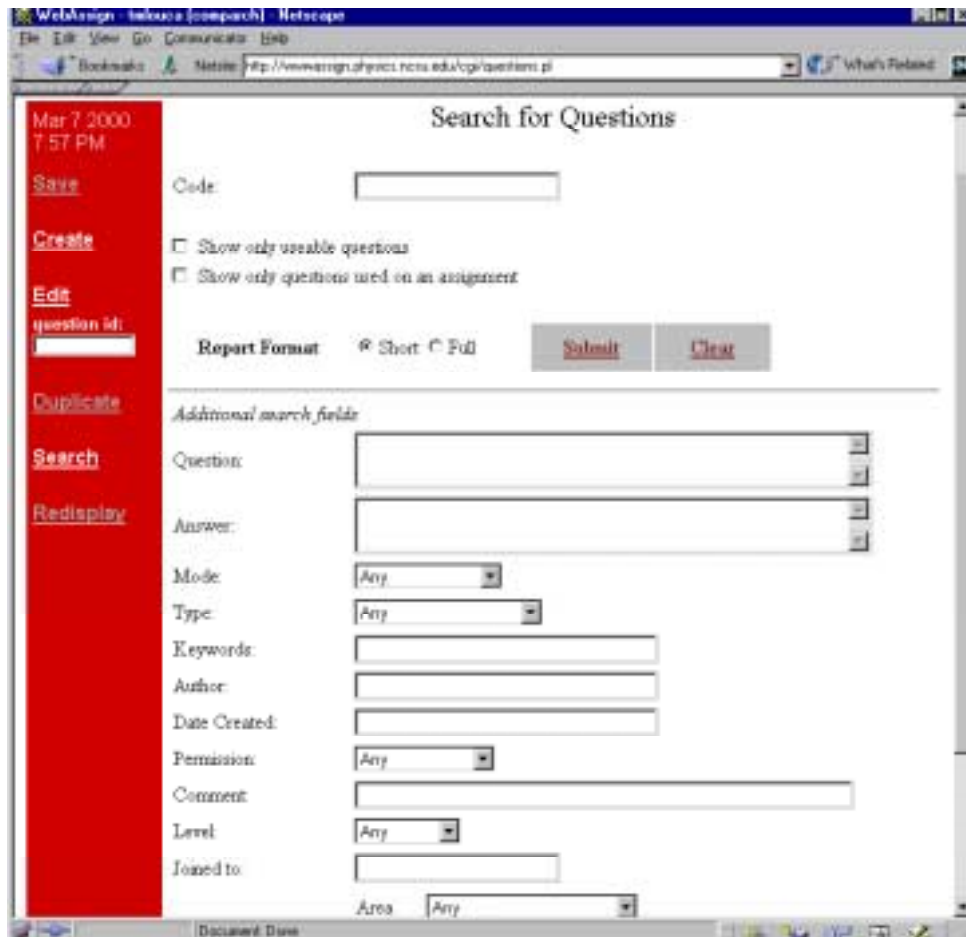 WebAssign - tmlouca [comparch] - Netscape
File Edit View Go Communicator Help
Bookmarks Netsite: http://wwwassign.physics.ncsu.edu/cgi/questions.pl What's Related
Mar 7 2000
7:57 PM
Save
Create
Edit
question id:
Duplicate
Search
Redisplay
Search for Questions
Code:
Show only useable questions
Show only questions used on an assignment
Report Format Short Full Submit Clear
Additional search fields
Question:
Answer:
Mode: Any
Type: Any
Keywords:
Author:
Date Created:
Permission: Any
Comment:
Level: Any
Joined to:
Area Any
Document: Done